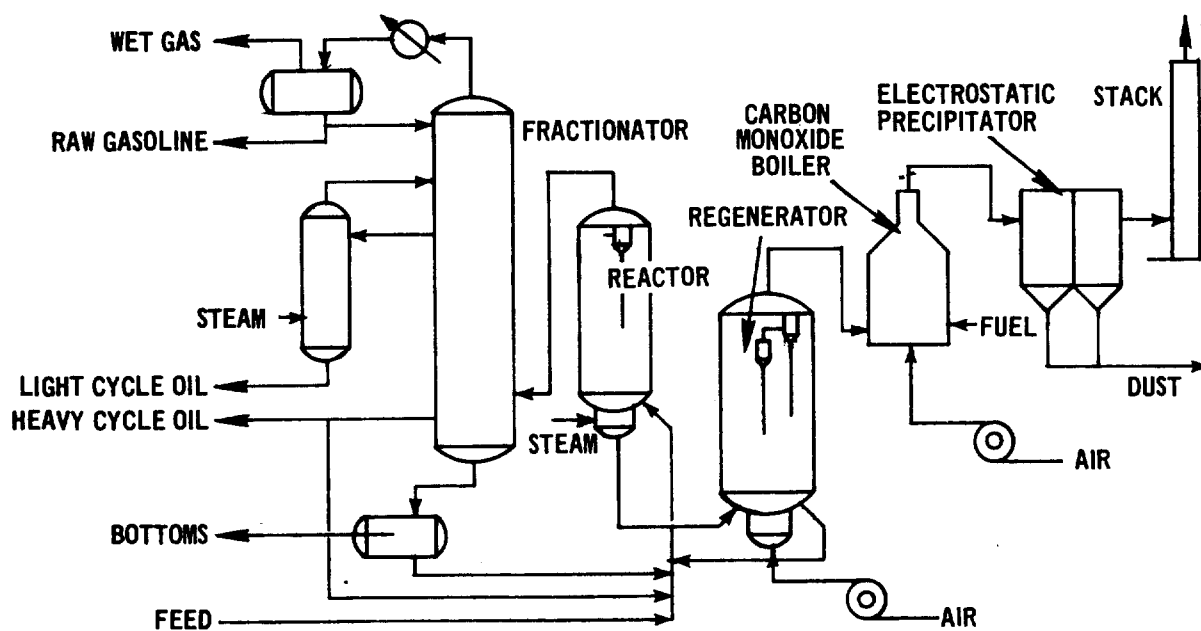 WET GAS
RAW GASOLINE
FRACTIONATOR
CARBON
MONOXIDE
BOILER
ELECTROSTATIC
PRECIPITATOR
STACK
REGENERATOR
REACTOR
STEAM
FUEL
LIGHT CYCLE OIL
HEAVY CYCLE OIL
DUST
STEAM
AIR
BOTTOMS
FEED
AIR